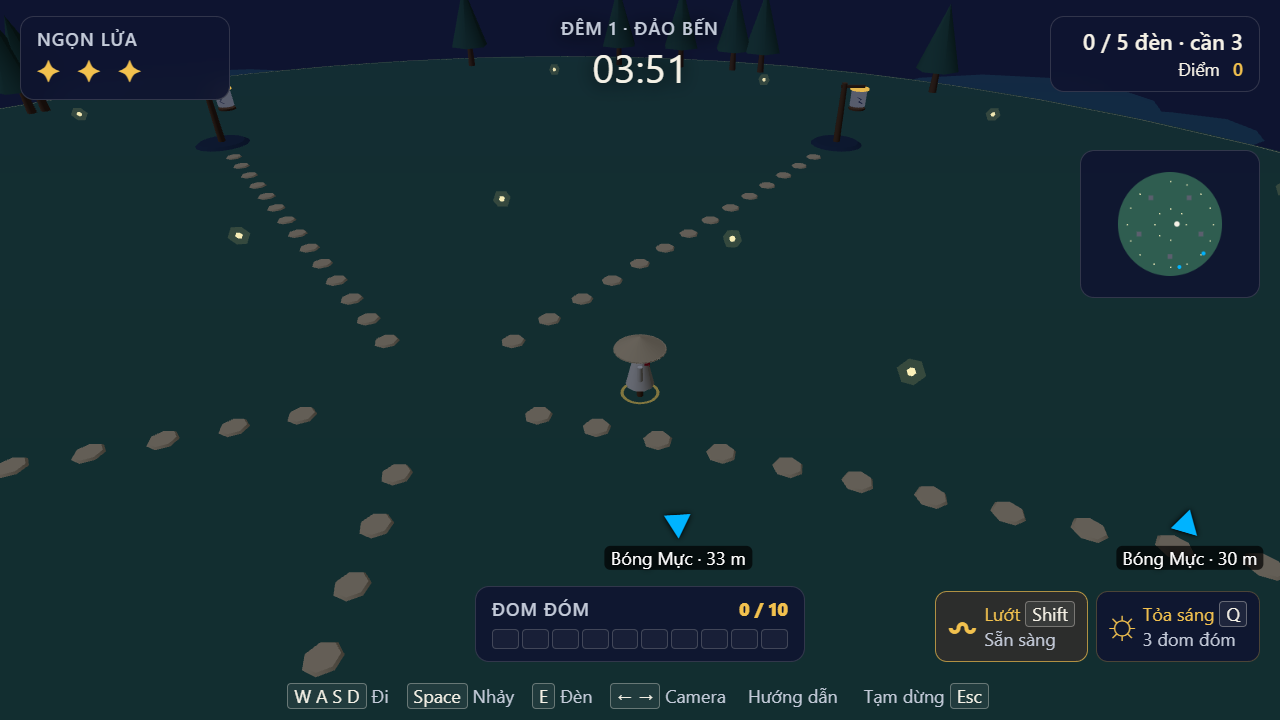 NGỌN LỬA
ĐÊM 1 · ĐẢO BẾN
03:51
0 / 5 đèn · cần 3
Điểm 0
Bóng Mực · 33 m
Bóng Mực · 30 m
ĐOM ĐÓM 0 / 10
Lướt Shift
Sẵn sàng
Tỏa sáng Q
3 đom đóm
W A S D Đi Space Nhảy E Đèn ← → Camera Hướng dẫn Tạm dừng Esc